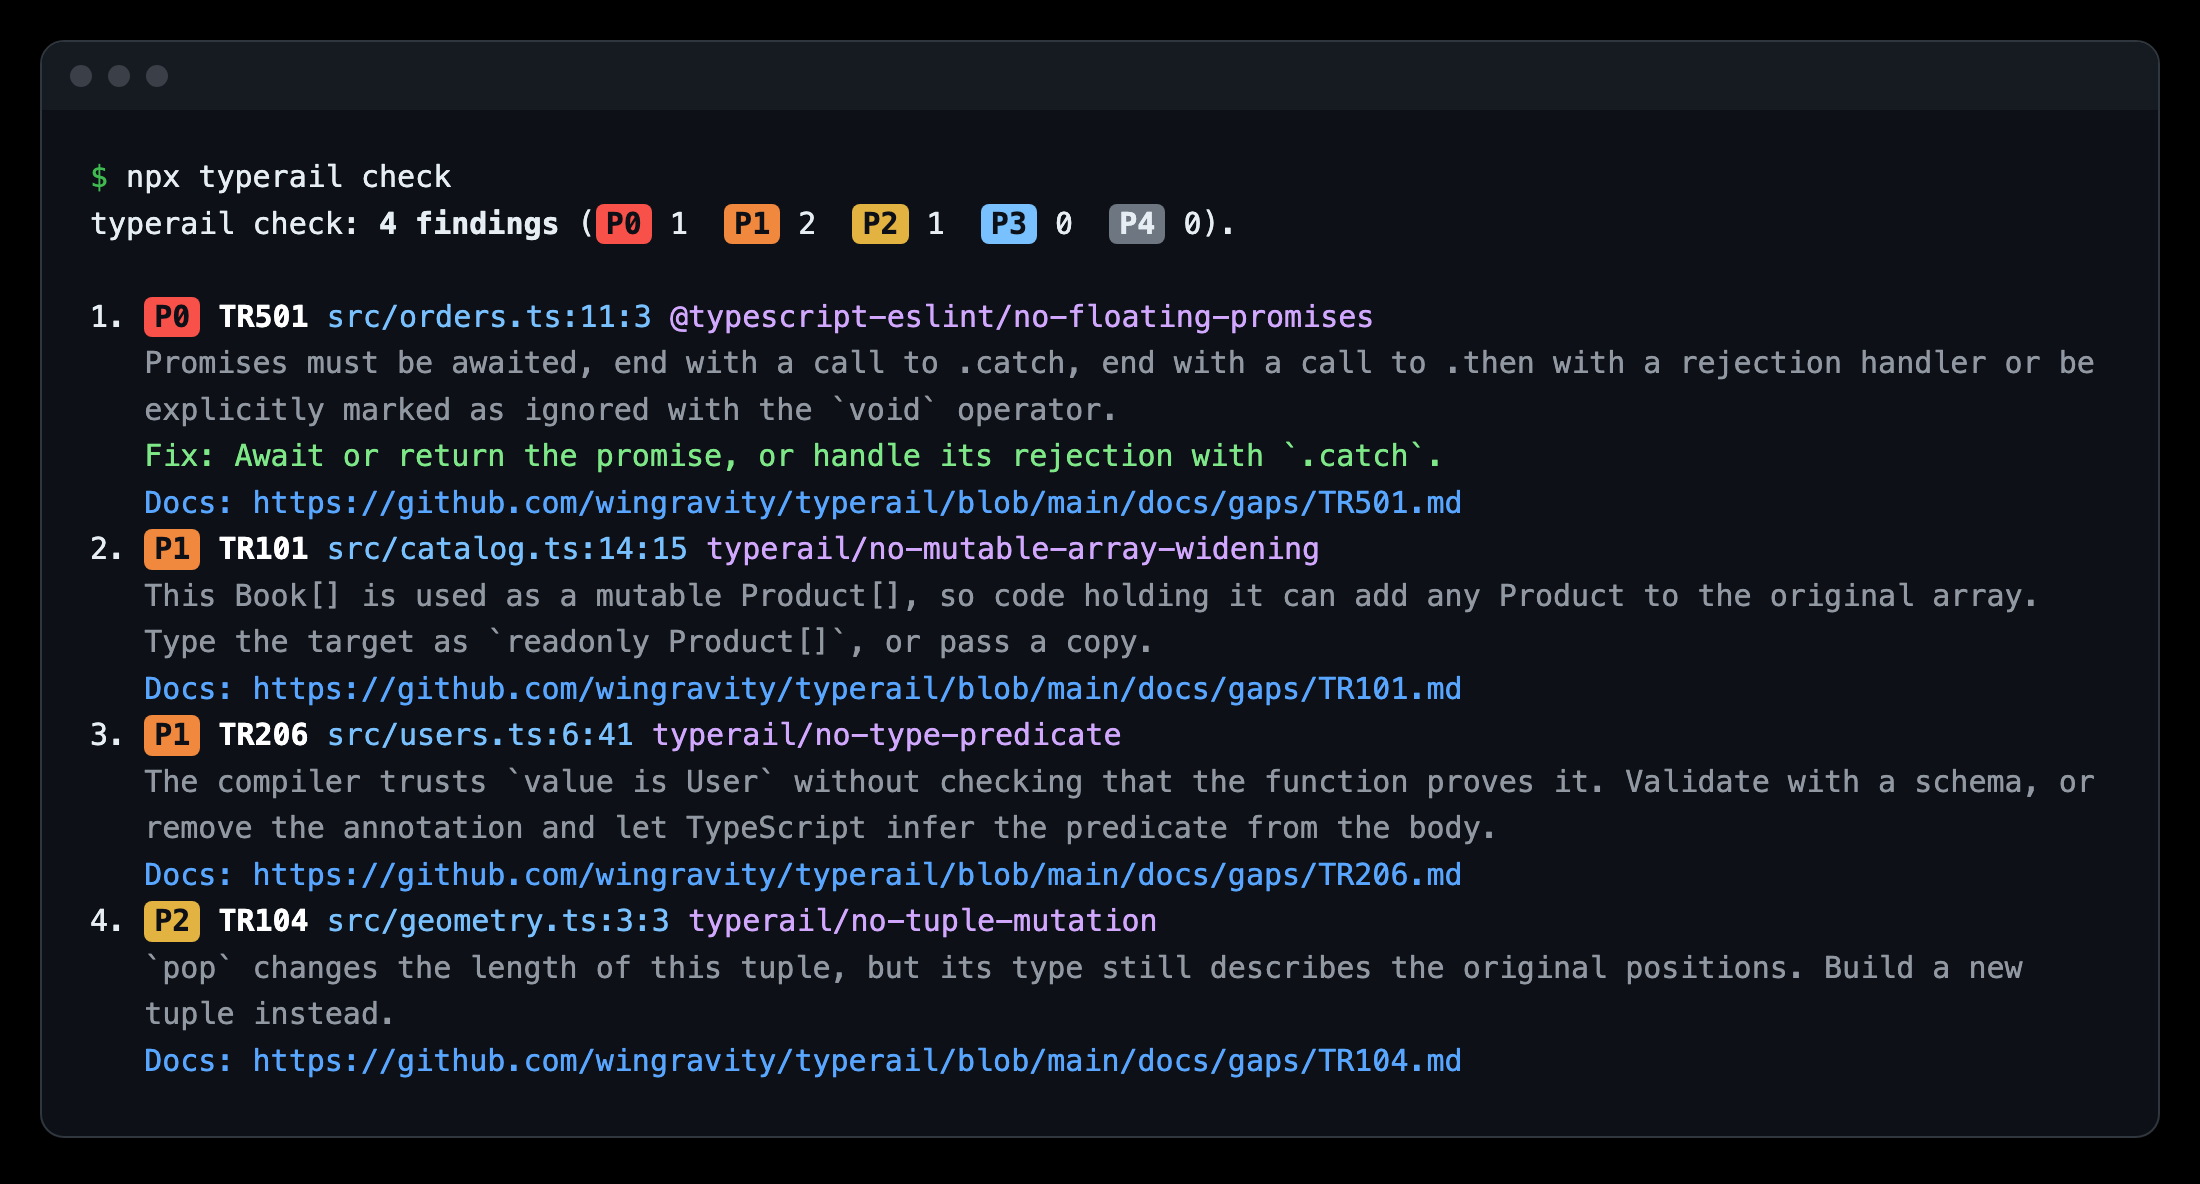 $ npx typerail check
typerail check: 4 findings (P0 1 P1 2 P2 1 P3 0 P4 0).
1. P0 TR501 src/orders.ts:11:3 @typescript-eslint/no-floating-promises
Promises must be awaited, end with a call to .catch, end with a call to .then with a rejection handler or be
explicitly marked as ignored with the `void` operator.
Fix: Await or return the promise, or handle its rejection with `.catch`.
Docs: https://github.com/wingravity/typerail/blob/main/docs/gaps/TR501.md
2. P1 TR101 src/catalog.ts:14:15 typerail/no-mutable-array-widening
This Book[] is used as a mutable Product[], so code holding it can add any Product to the original array.
Type the target as `readonly Product[]`, or pass a copy.
Docs: https://github.com/wingravity/typerail/blob/main/docs/gaps/TR101.md
3. P1 TR206 src/users.ts:6:41 typerail/no-type-predicate
The compiler trusts `value is User` without checking that the function proves it. Validate with a schema, or
remove the annotation and let TypeScript infer the predicate from the body.
Docs: https://github.com/wingravity/typerail/blob/main/docs/gaps/TR206.md
4. P2 TR104 src/geometry.ts:3:3 typerail/no-tuple-mutation
`pop` changes the length of this tuple, but its type still describes the original positions. Build a new
tuple instead.
Docs: https://github.com/wingravity/typerail/blob/main/docs/gaps/TR104.md